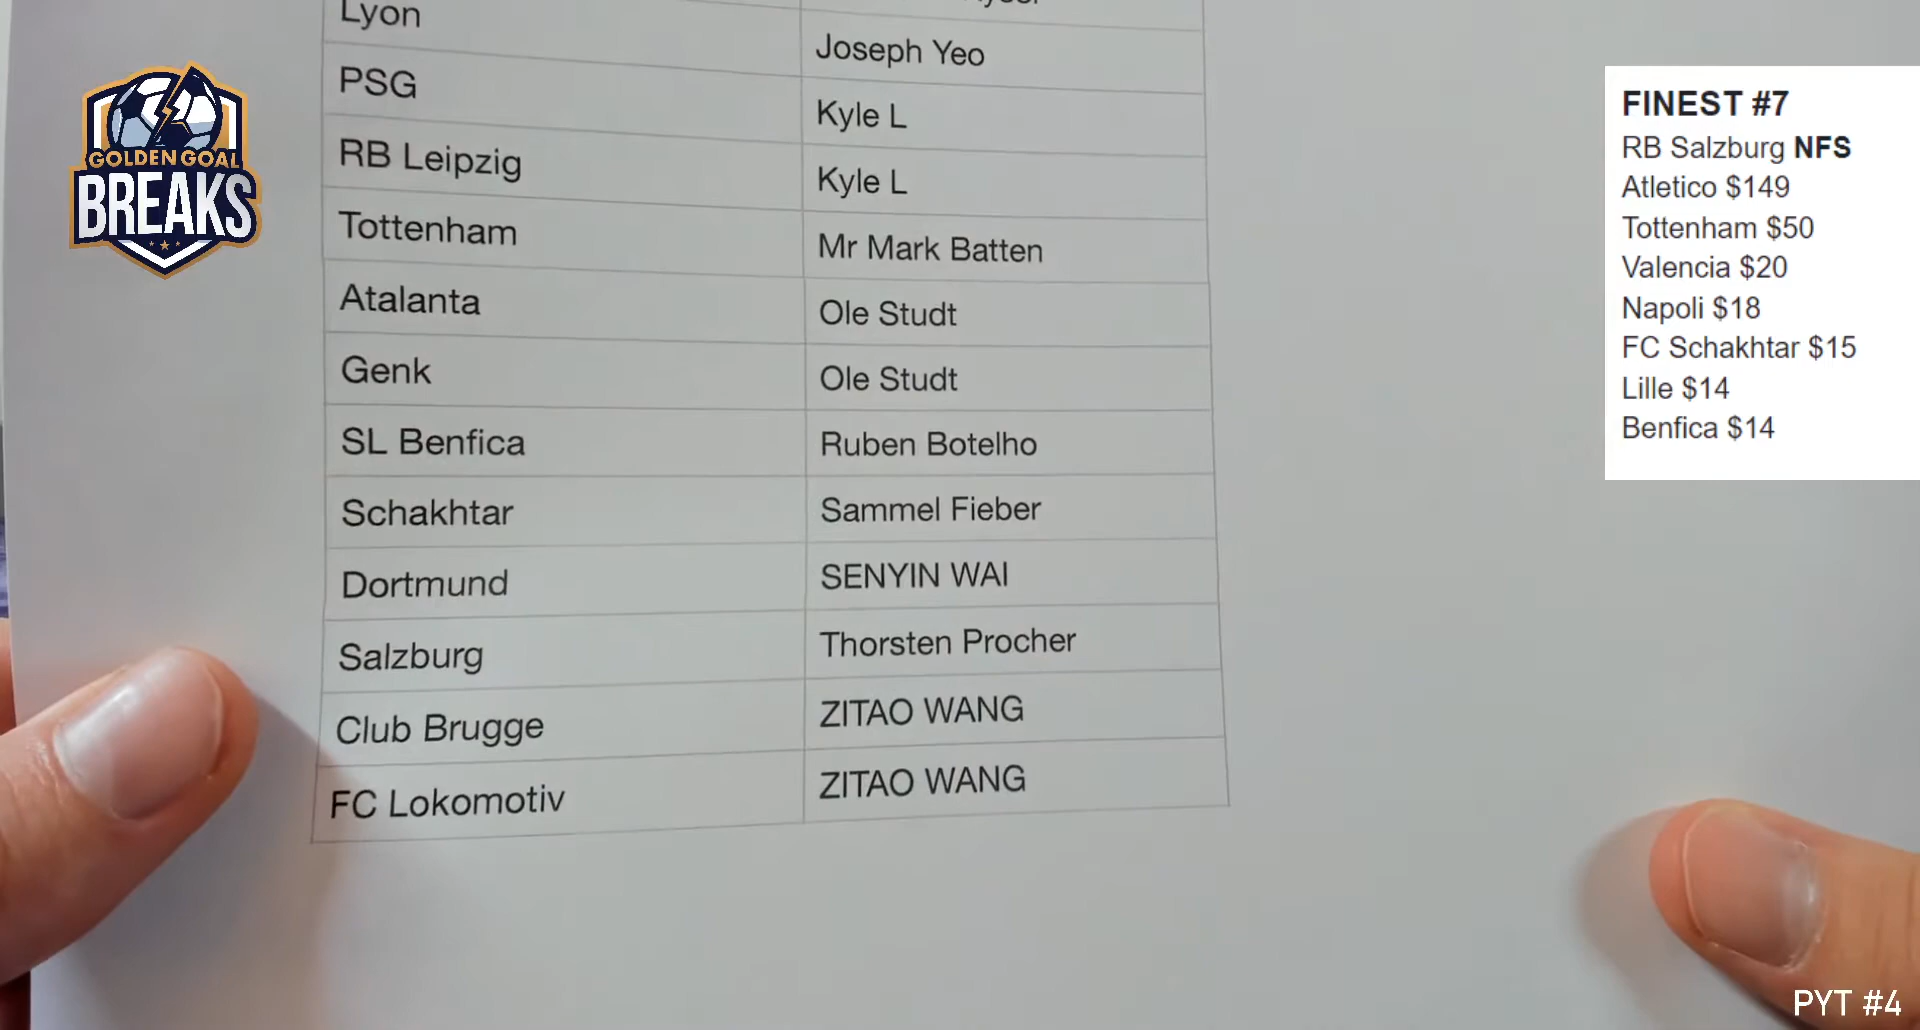 Lyon
Joseph Yeo
PSG
Kyle L
RB Leipzig
Kyle L
Tottenham
Mr Mark Batten
Atalanta
Ole Studt
Genk
Ole Studt
SL Benfica
Ruben Botelho
Schakhtar
Sammel Fieber
Dortmund
SENYIN WAI
Salzburg
Thorsten Procher
Club Brugge
ZITAO WANG
FC Lokomotiv
ZITAO WANG
GOLDEN GOAL
BREAKS
FINEST #7
RB Salzburg NFS
Atletico $149
Tottenham $50
Valencia $20
Napoli $18
FC Schakhtar $15
Lille $14
Benfica $14
PYT #4